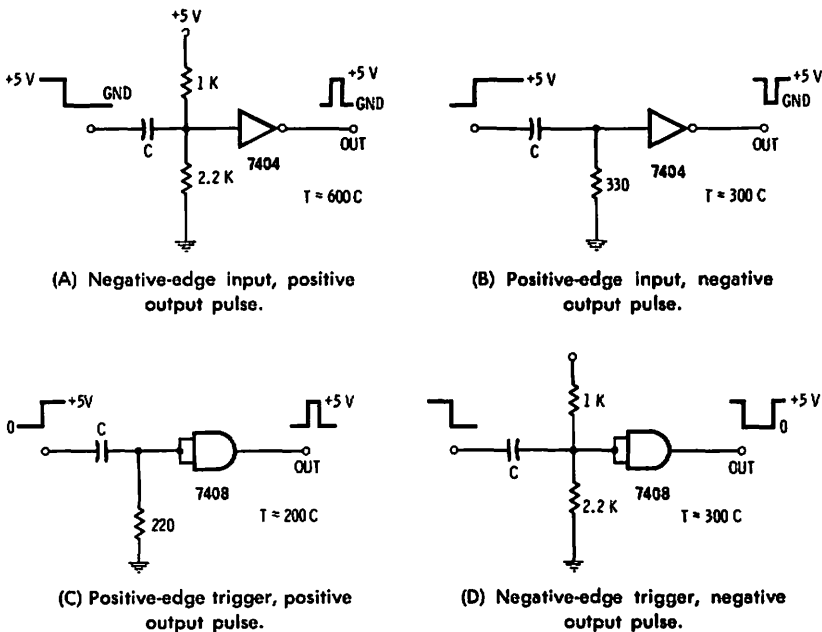 +5 V
+5 V
GND
1 K
C
7404
2.2 K
+5 V
GND
OUT
T ≈ 600 C
(A) Negative-edge input, positive
output pulse.
+5 V
C
7404
330
+5 V
GND
OUT
T ≈ 300 C
(B) Positive-edge input, negative
output pulse.
0
+5 V
C
7408
220
+5 V
OUT
T ≈ 200 C
(C) Positive-edge trigger, positive
output pulse.
1 K
C
7408
2.2 K
+5 V
0
OUT
T ≈ 300 C
(D) Negative-edge trigger, negative
output pulse.